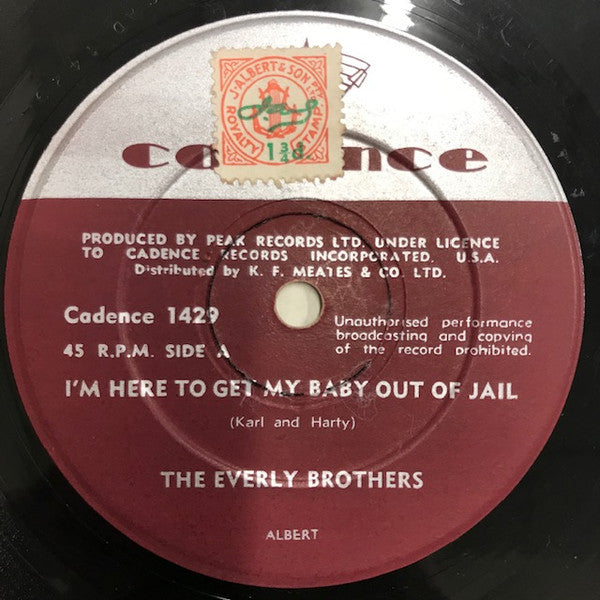 J. ALBERT & SON
ROYALTY STAMP
1¾d
PRODUCED BY PEAK RECORDS LTD. UNDER LICENCE
TO CADENCE RECORDS INCORPORATED. U.S.A.
Distributed by K. F. MEATES & CO. LTD.
Cadence 1429
45 R.P.M. SIDE A
Unauthorised performance
broadcasting and copying
of the record prohibited.
I'M HERE TO GET MY BABY OUT OF JAIL
(Karl and Harty)
THE EVERLY BROTHERS
ALBERT